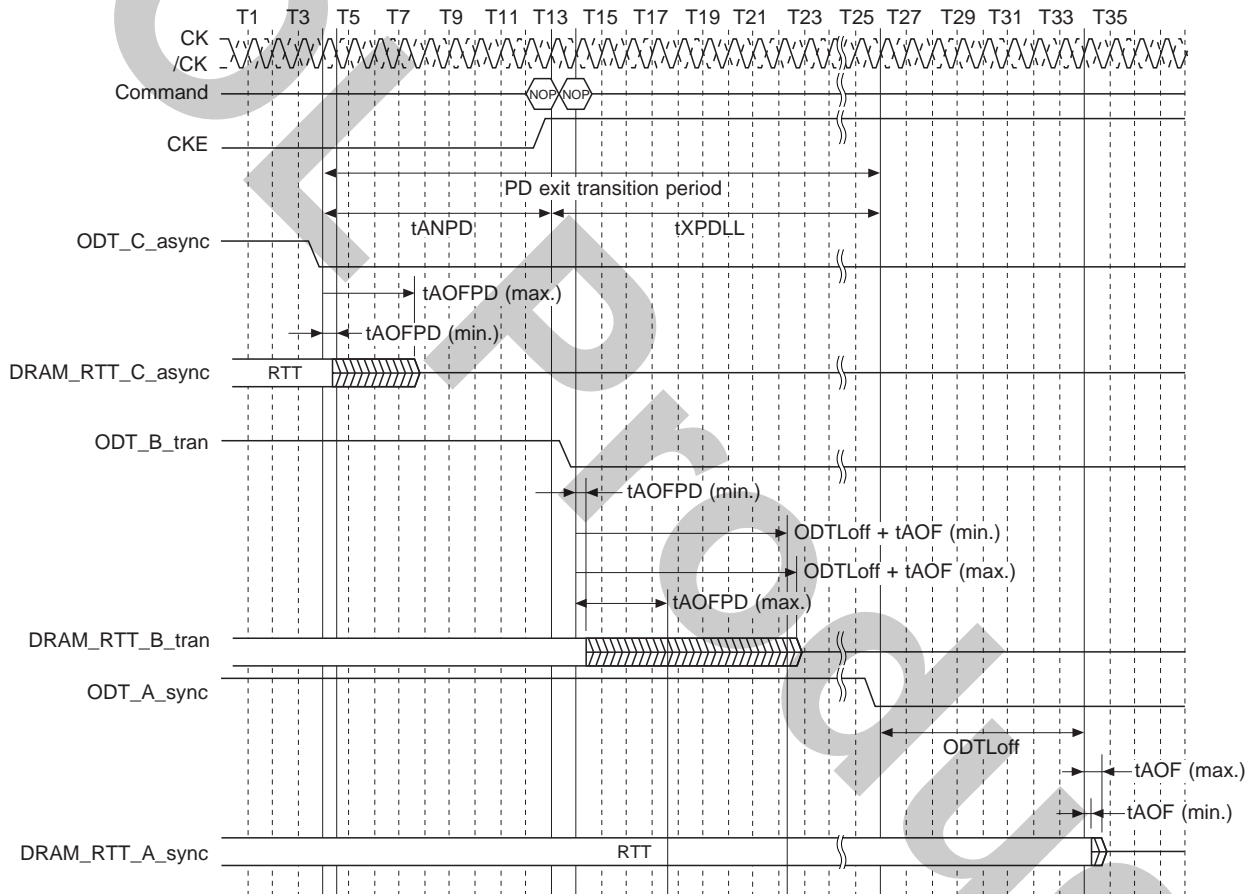 T1 T3 T5 T7 T9 T11 T13 T15 T17 T19 T21 T23 T25 T27 T29 T31 T33 T35
CK
/CK
Command
NOP NOP
CKE
PD exit transition period
tANPD tXPDLL
ODT_C_async
tAOFPD (max.)
tAOFPD (min.)
DRAM_RTT_C_async RTT
ODT_B_tran
tAOFPD (min.)
ODTLoff + tAOF (min.)
ODTLoff + tAOF (max.)
tAOFPD (max.)
DRAM_RTT_B_tran
ODT_A_sync
ODTLoff
tAOF (max.)
tAOF (min.)
DRAM_RTT_A_sync RTT